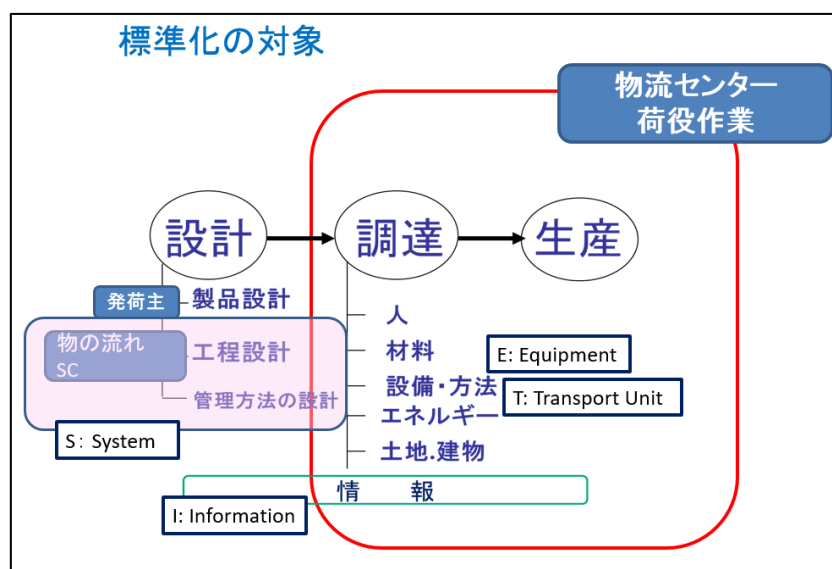 標準化の対象
物流センター
荷役作業
設計
調達
生産
発荷主
製品設計
物の流れ
SC
工程設計
管理方法の設計
S: System
人
材料
設備・方法
エネルギー
土地.建物
E: Equipment
T: Transport Unit
情 報
I: Information